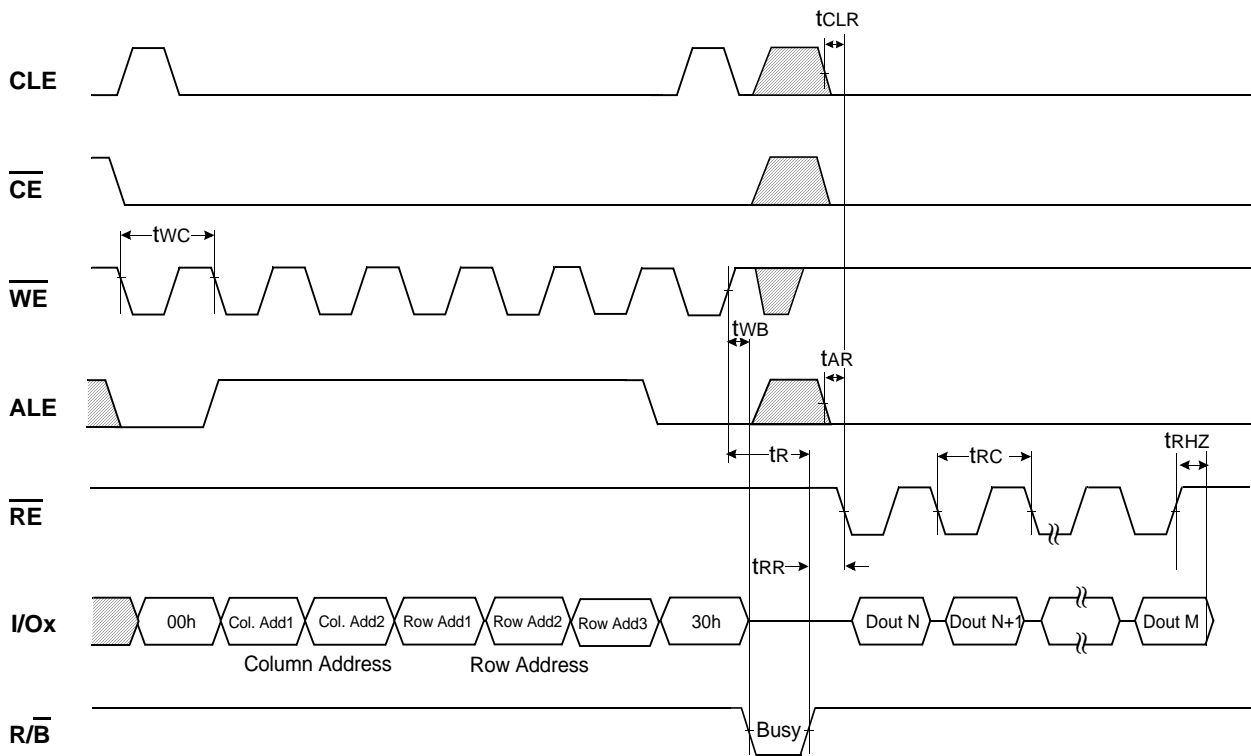 tCLR
CLE
CE
tWC
WE
tWB
tAR
ALE
tR
tRC
tRHZ
RE
tRR
I/Ox
00h
Col. Add1
Col. Add2
Row Add1
Row Add2
Row Add3
30h
Dout N
Dout N+1
Dout M
Column Address
Row Address
R/B
Busy